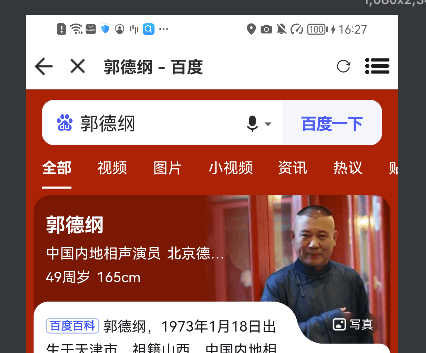 1,080x2,3
16:27
100
郭德纲 - 百度
郭德纲
百度一下
全部 视频 图片 小视频 资讯 热议 贴
郭德纲
中国内地相声演员 北京德...
49周岁 165cm
写真
百度百科 郭德纲，1973年1月18日出
生于天津市，祖籍山西，中国内地相